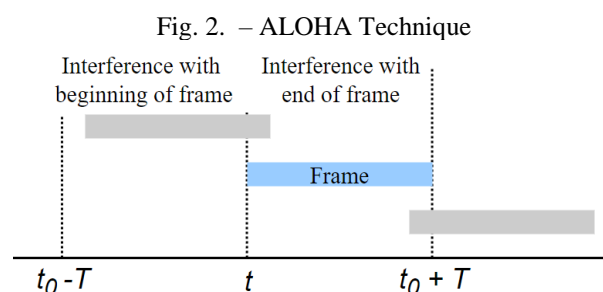 Fig. 2. – ALOHA Technique
Interference with Interference with
beginning of frame end of frame
Frame
t0 -T t t0 + T